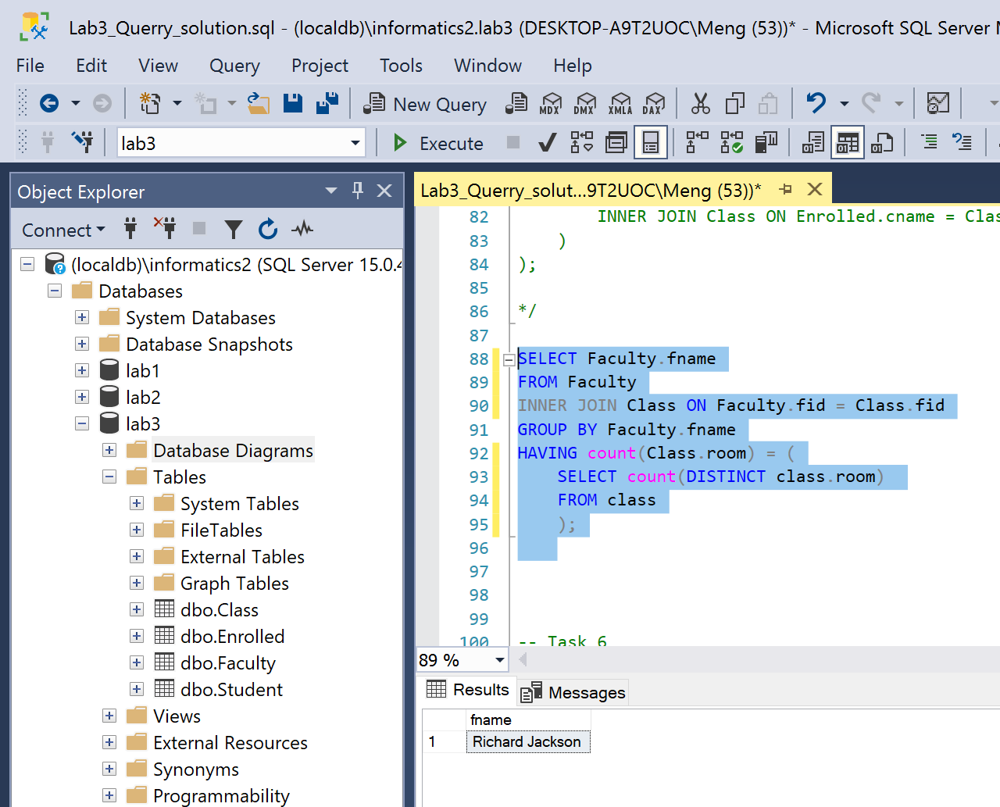 Lab3_Querry_solution.sql - (localdb)\informatics2.lab3 (DESKTOP-A9T2UOC\Meng (53))* - Microsoft SQL Server
File Edit View Query Project Tools Window Help
New Query MDX DMX XMLA DAX
lab3 Execute
Object Explorer
Connect
(localdb)\informatics2 (SQL Server 15.0.4
Databases
System Databases
Database Snapshots
lab1
lab2
lab3
Database Diagrams
Tables
System Tables
FileTables
External Tables
Graph Tables
dbo.Class
dbo.Enrolled
dbo.Faculty
dbo.Student
Views
External Resources
Synonyms
Programmability
Lab3_Querry_solut...9T2UOC\Meng (53))*
82 INNER JOIN Class ON Enrolled.cname = Clas
83 )
84 );
85
86 */
87
88 SELECT Faculty.fname
89 FROM Faculty
90 INNER JOIN Class ON Faculty.fid = Class.fid
91 GROUP BY Faculty.fname
92 HAVING count(Class.room) = (
93 SELECT count(DISTINCT class.room)
94 FROM class
95 );
96
97
98
99
100 -- Task 6
89 %
Results Messages
fname
1 Richard Jackson